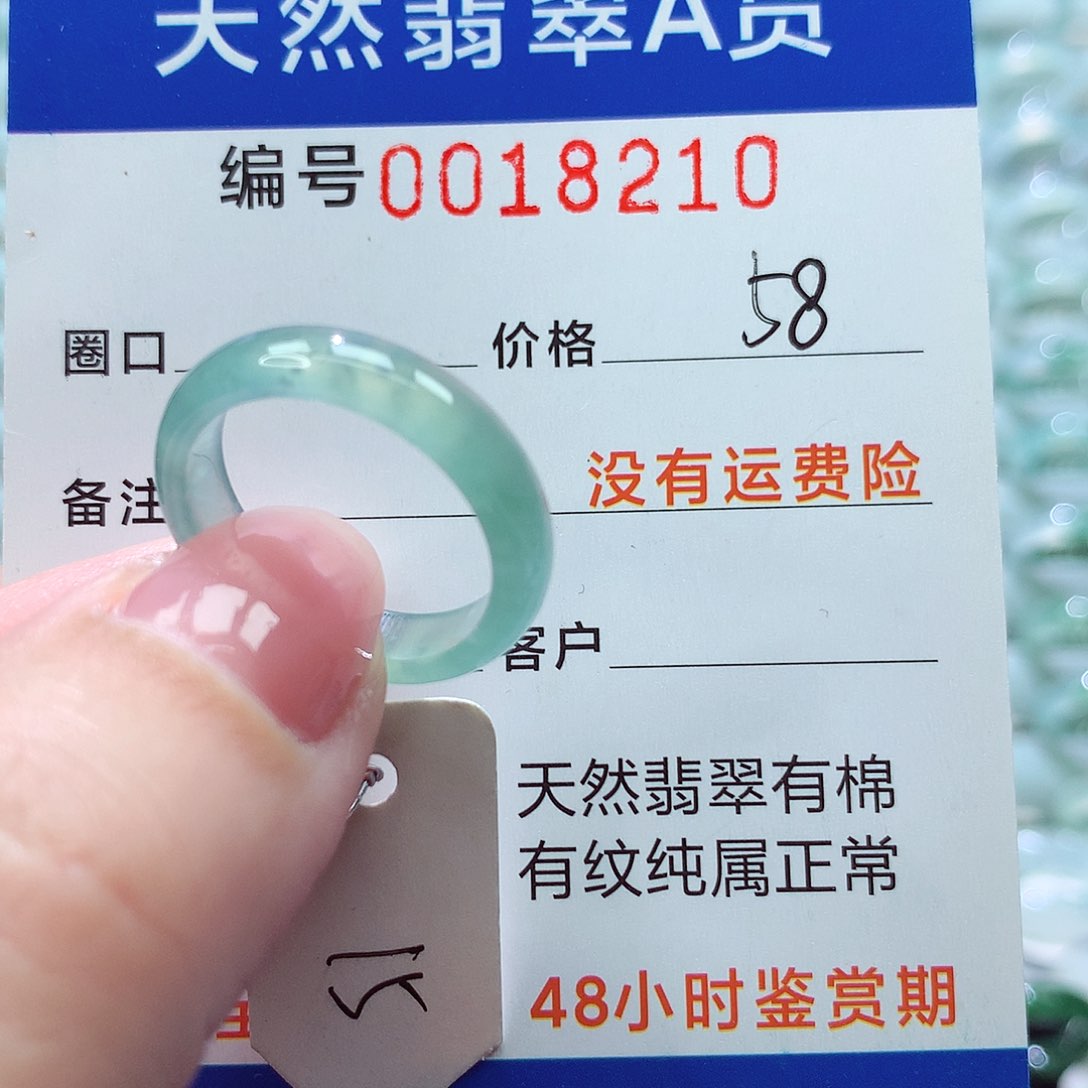 天然翡翠A货
编号0018210
圈口 价格 58
备注 没有运费险
客户
天然翡翠有棉
有纹纯属正常
48小时鉴赏期
15